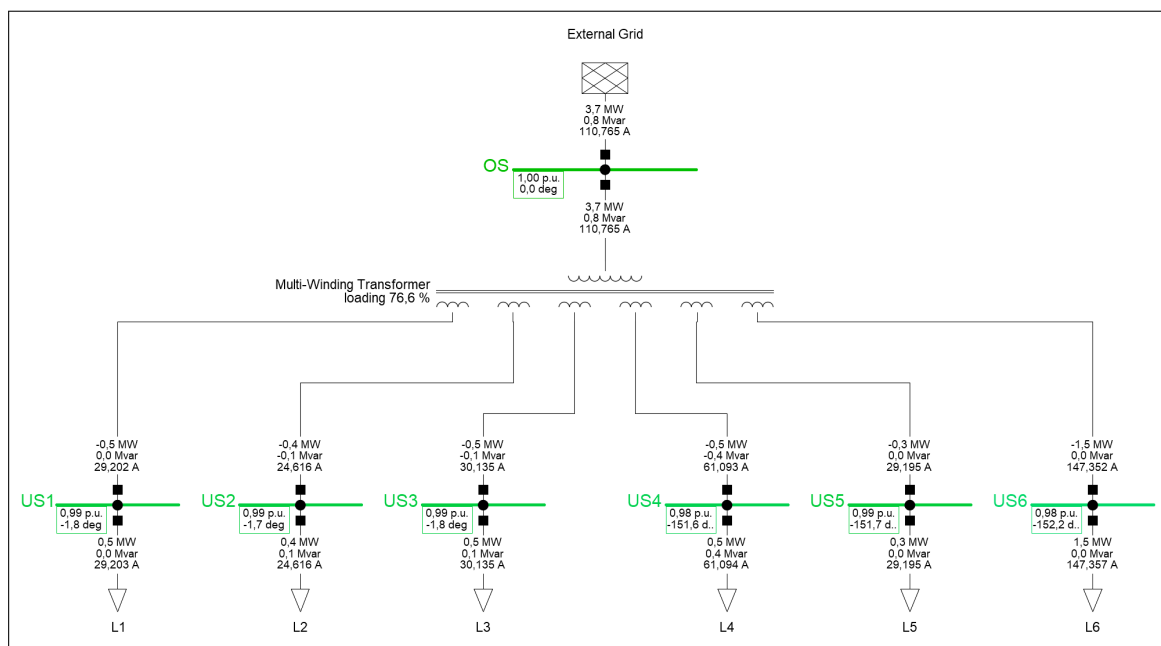 External Grid
3,7 MW
0,8 Mvar
110,765 A
OS
1,00 p.u.
0,0 deg
3,7 MW
0,8 Mvar
110,765 A
Multi-Winding Transformer
loading 76,6 %
-0,5 MW
0,0 Mvar
29,202 A
US1
0,99 p.u.
-1,8 deg
0,5 MW
0,0 Mvar
29,203 A
L1
-0,4 MW
-0,1 Mvar
24,616 A
US2
0,99 p.u.
-1,7 deg
0,4 MW
0,1 Mvar
24,616 A
L2
-0,5 MW
-0,1 Mvar
30,135 A
US3
0,99 p.u.
-1,8 deg
0,5 MW
0,1 Mvar
30,135 A
L3
-0,5 MW
-0,4 Mvar
61,093 A
US4
0,98 p.u.
-151,6 d..
0,5 MW
0,4 Mvar
61,094 A
L4
-0,3 MW
0,0 Mvar
29,195 A
US5
0,99 p.u.
-151,7 d..
0,3 MW
0,0 Mvar
29,195 A
L5
-1,5 MW
0,0 Mvar
147,352 A
US6
0,98 p.u.
-152,2 d..
1,5 MW
0,0 Mvar
147,357 A
L6